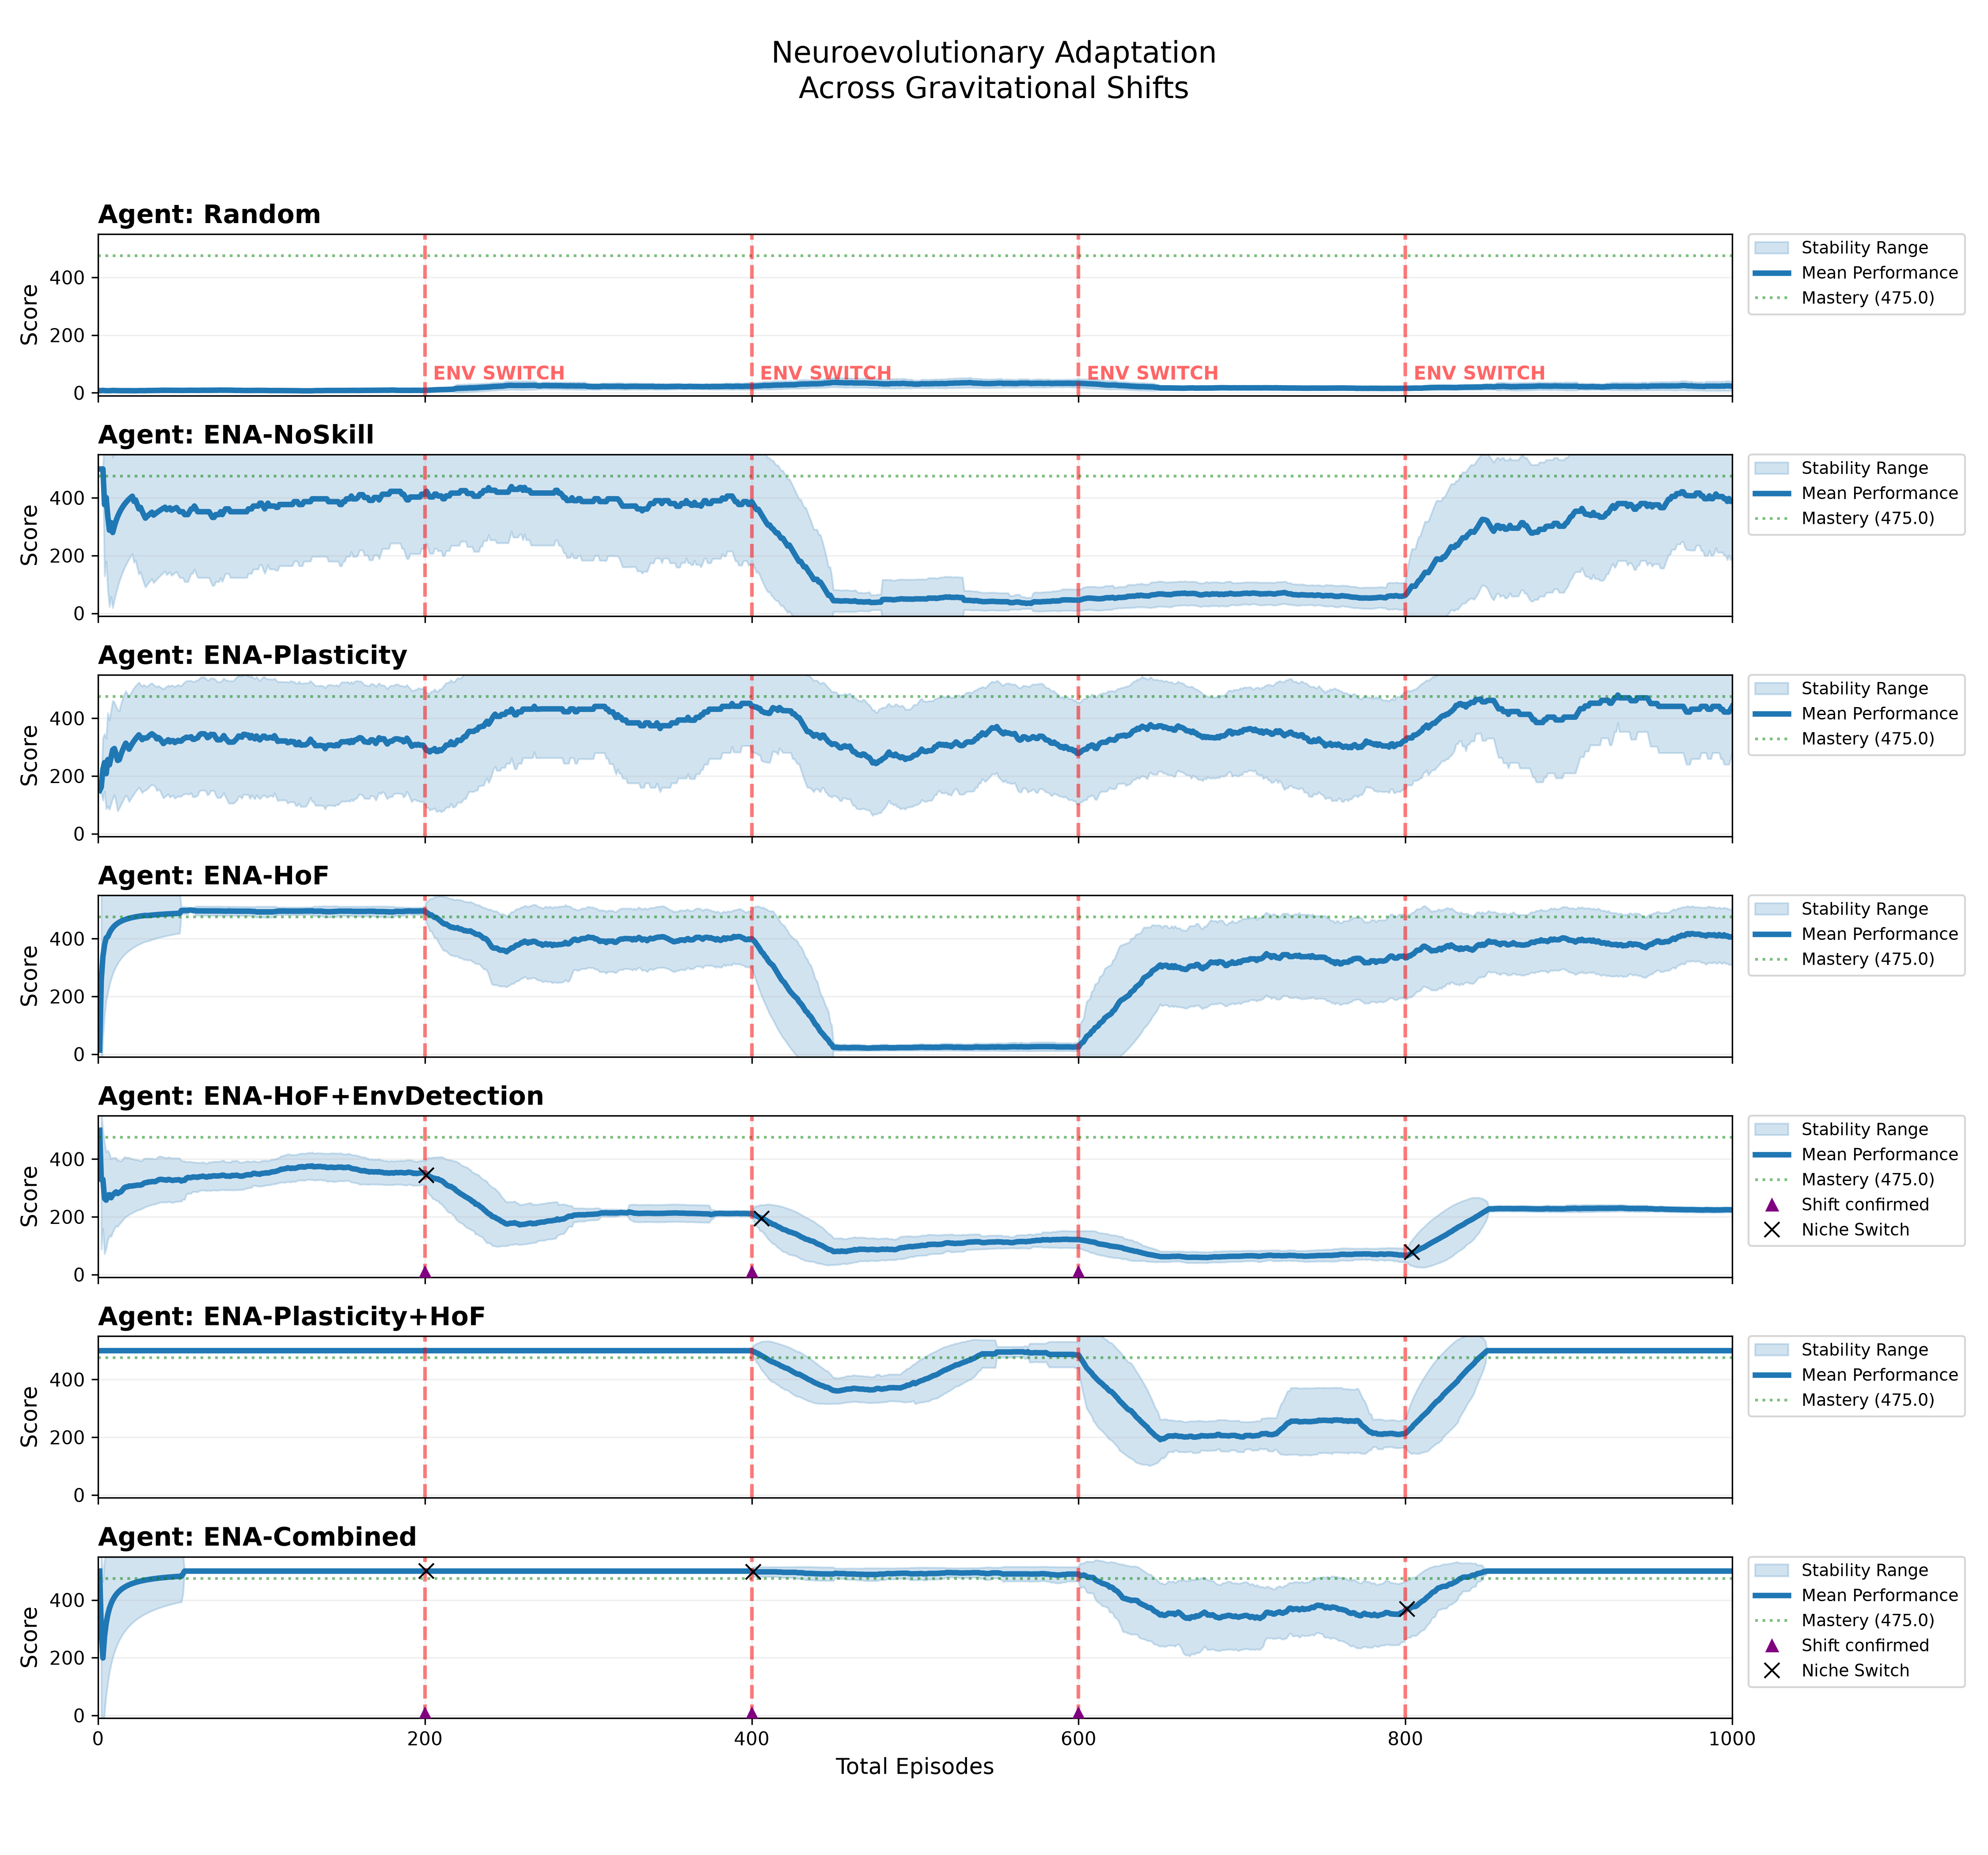 Neuroevolutionary Adaptation
Across Gravitational Shifts
Agent: Random
Score
400
200
0
ENV SWITCH
ENV SWITCH
ENV SWITCH
ENV SWITCH
Stability Range
Mean Performance
Mastery (475.0)
Agent: ENA-NoSkill
Score
400
200
0
Stability Range
Mean Performance
Mastery (475.0)
Agent: ENA-Plasticity
Score
400
200
0
Stability Range
Mean Performance
Mastery (475.0)
Agent: ENA-HoF
Score
400
200
0
Stability Range
Mean Performance
Mastery (475.0)
Agent: ENA-HoF+EnvDetection
Score
400
200
0
Stability Range
Mean Performance
Mastery (475.0)
Shift confirmed
Niche Switch
Agent: ENA-Plasticity+HoF
Score
400
200
0
Stability Range
Mean Performance
Mastery (475.0)
Agent: ENA-Combined
Score
400
200
0
Stability Range
Mean Performance
Mastery (475.0)
Shift confirmed
Niche Switch
0
200
400
600
800
1000
Total Episodes